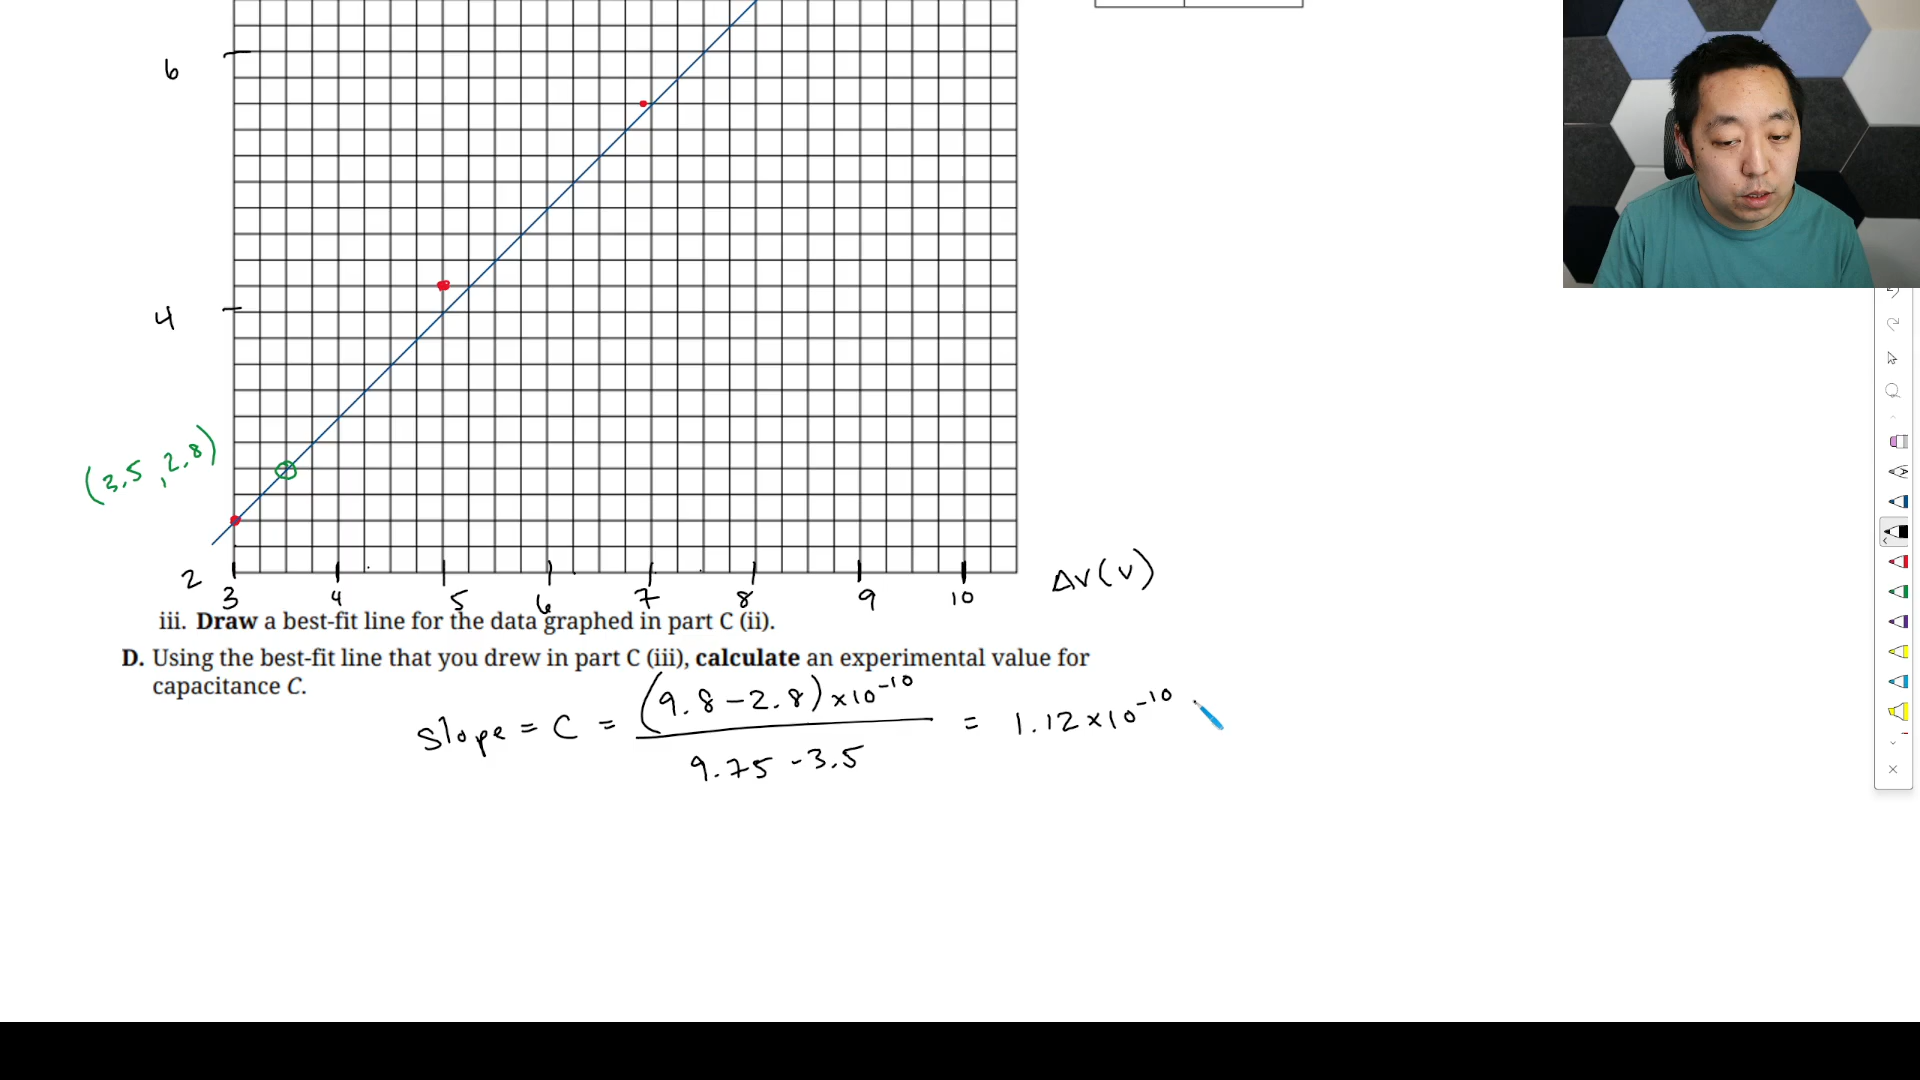 6
4
(3.5, 2.8)
2
3 4 5 6 7 8 9 10 ΔV(V)
iii. Draw a best-fit line for the data graphed in part C (ii).
D. Using the best-fit line that you drew in part C (iii), calculate an experimental value for
capacitance C.
Slope = C = (9.8-2.8)×10⁻¹⁰ / 9.75-3.5 = 1.12×10⁻¹⁰